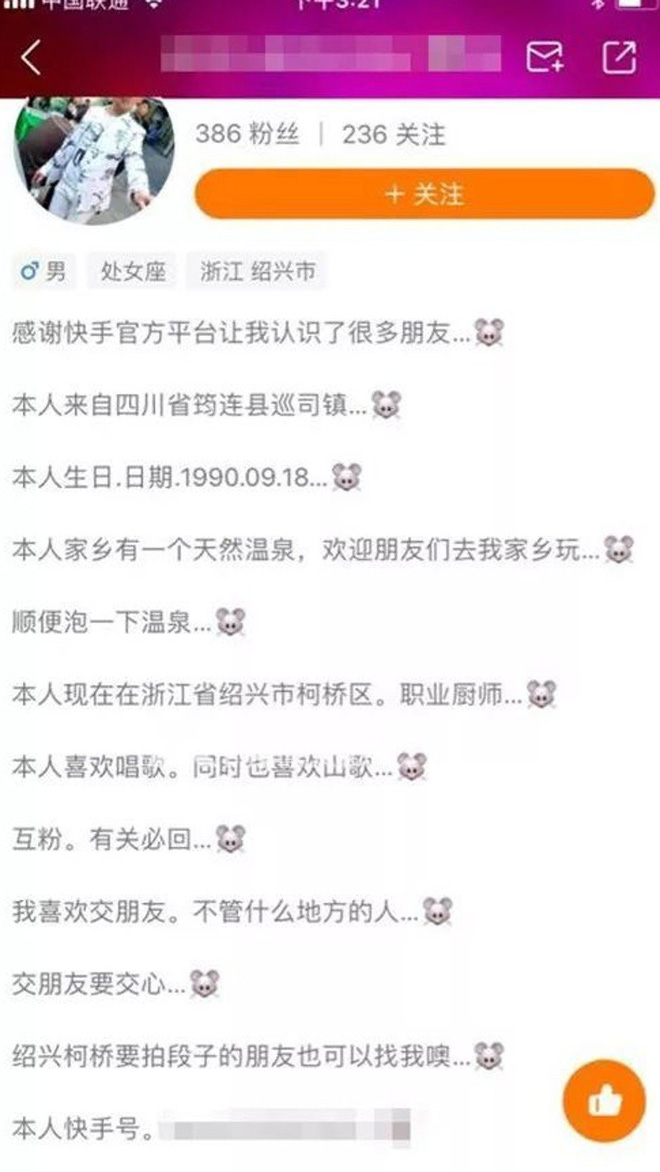 中国联通
下午3:21
386 粉丝 | 236 关注
+ 关注
♂ 男 处女座 浙江 绍兴市
感谢快手官方平台让我认识了很多朋友...🐭
本人来自四川省筠连县巡司镇...🐭
本人生日.日期.1990.09.18...🐭
本人家乡有一个天然温泉，欢迎朋友们去我家乡玩...🐭
顺便泡一下温泉...🐭
本人现在在浙江省绍兴市柯桥区。职业厨师...🐭
本人喜欢唱歌。同时也喜欢山歌...🐭
互粉。有关必回...🐭
我喜欢交朋友。不管什么地方的人...🐭
交朋友要交心...🐭
绍兴柯桥要拍段子的朋友也可以找我噢...🐭
本人快手号。